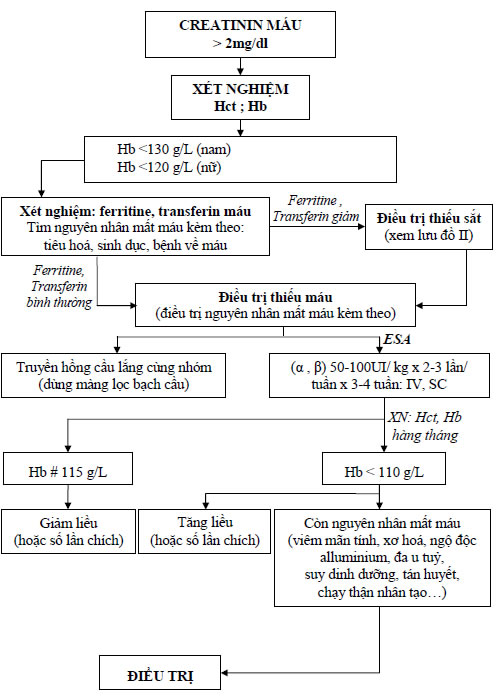 CREATININ MÁU
> 2mg/dl
XÉT NGHIỆM
Hct ; Hb
Hb <130 g/L (nam)
Hb <120 g/L (nữ)
Xét nghiệm: ferritine, transferin máu
Tìm nguyên nhân mất máu kèm theo:
tiêu hoá, sinh dục, bệnh về máu
Ferritine ,
Transferin giảm
Điều trị thiếu sắt
(xem lưu đồ II)
Ferritine,
Transferin
bình thường
Điều trị thiếu máu
(điều trị nguyên nhân mất máu kèm theo)
ESA
Truyền hồng cầu lắng cùng nhóm
(dùng màng lọc bạch cầu)
(α , β) 50-100UI/ kg x 2-3 lần/
tuần x 3-4 tuần: IV, SC
XN: Hct, Hb
hàng tháng
Hb # 115 g/L
Hb < 110 g/L
Giảm liều
(hoặc số lần chích)
Tăng liều
(hoặc số lần chích)
Còn nguyên nhân mất máu
(viêm mãn tính, xơ hoá, ngộ độc
alluminium, đa u tuỷ,
suy dinh dưỡng, tán huyết,
chạy thận nhân tạo…)
ĐIỀU TRỊ